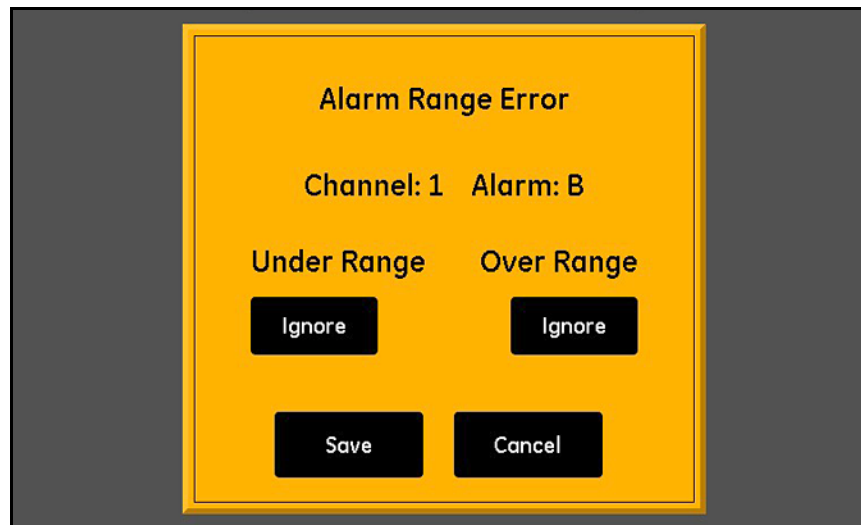 Alarm Range Error
Channel: 1 Alarm: B
Under Range Over Range
Ignore Ignore
Save Cancel